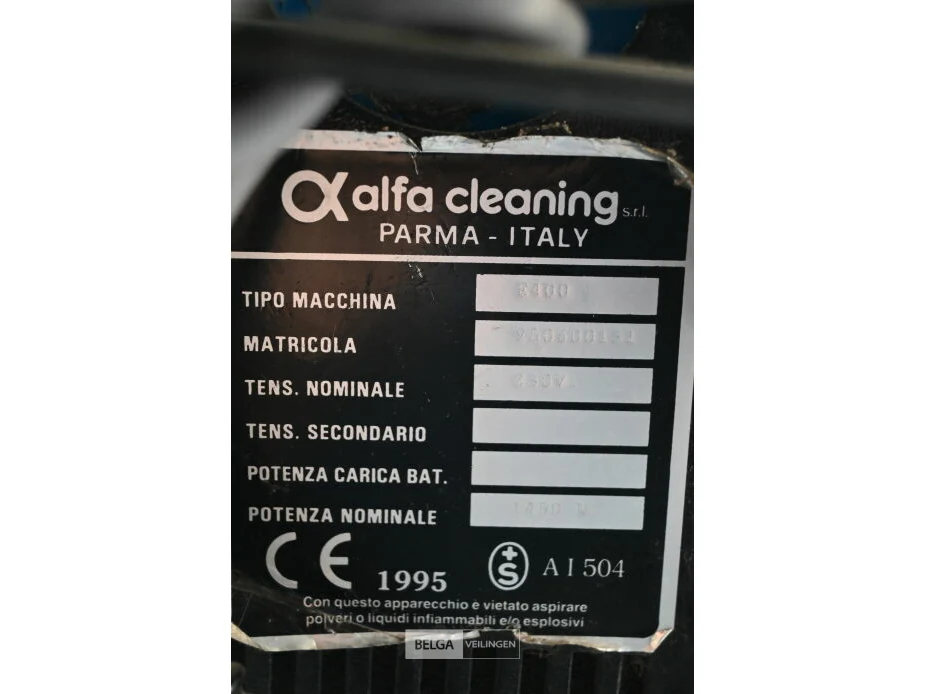 alfa cleaning s.r.l.
PARMA - ITALY
TIPO MACCHINA
MATRICOLA
TENS. NOMINALE
TENS. SECONDARIO
POTENZA CARICA BAT.
POTENZA NOMINALE
CE 1995 +S A I 504
Con questo apparecchio è vietato aspirare
polveri o liquidi infiammabili e/o esplosivi
BELGA VEILINGEN